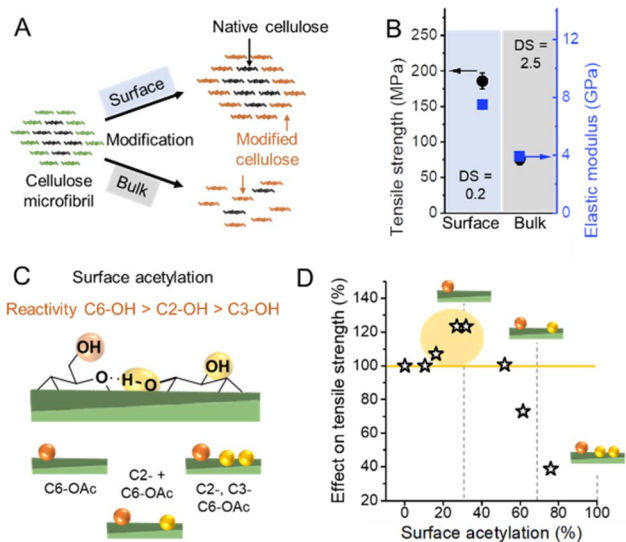 A
Native cellulose
Surface
Modification
Bulk
Cellulose
microfibril
Modified
cellulose
B
Tensile strength (MPa)
250
200
150
100
50
0
DS =
0.2
DS =
2.5
Surface
Bulk
12
8
4
0
Elastic modulus (GPa)
C
Surface acetylation
Reactivity C6-OH > C2-OH > C3-OH
OH
O
H
O
OH
C6-OAc
C2- +
C6-OAc
C2-, C3-
C6-OAc
D
Effect on tensile strength (%)
140
120
100
80
60
40
20
0
20
40
60
80
100
Surface acetylation (%)